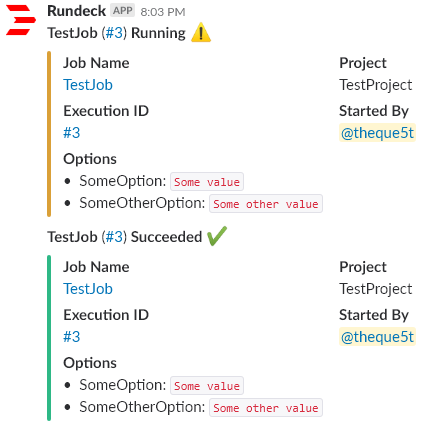 Rundeck APP 8:03 PM
TestJob (#3) Running ⚠️
Job Name Project
TestJob TestProject
Execution ID Started By
#3 @theque5t
Options
• SomeOption: Some value
• SomeOtherOption: Some other value
TestJob (#3) Succeeded ✔️
Job Name Project
TestJob TestProject
Execution ID Started By
#3 @theque5t
Options
• SomeOption: Some value
• SomeOtherOption: Some other value